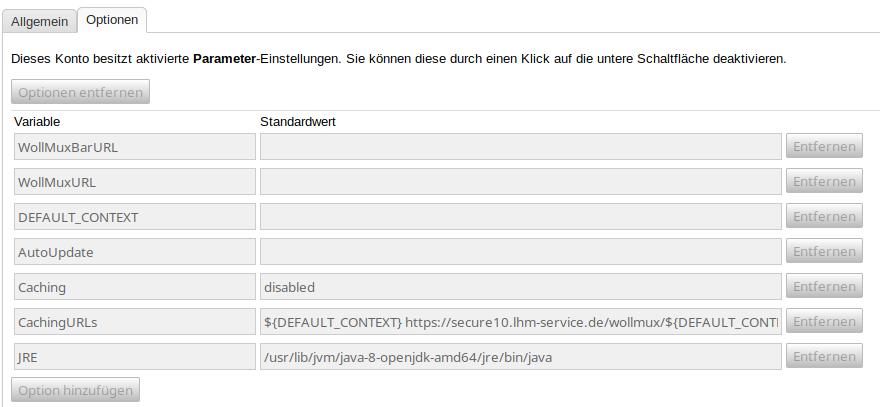 Allgemein Optionen
Dieses Konto besitzt aktivierte Parameter-Einstellungen. Sie können diese durch einen Klick auf die untere Schaltfläche deaktivieren.
Optionen entfernen
Variable Standardwert
WollMuxBarURL Entfernen
WollMuxURL Entfernen
DEFAULT_CONTEXT Entfernen
AutoUpdate Entfernen
Caching disabled Entfernen
CachingURLs ${DEFAULT_CONTEXT} https://secure10.lhm-service.de/wollmux/${DEFAULT_CONT Entfernen
JRE /usr/lib/jvm/java-8-openjdk-amd64/jre/bin/java Entfernen
Option hinzufügen